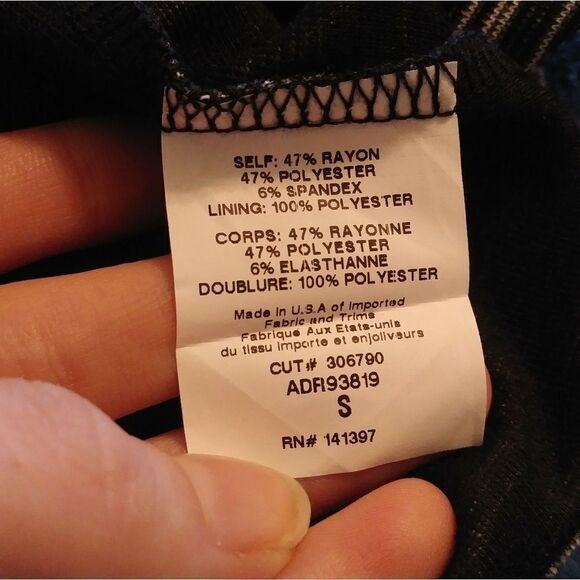 SELF: 47% RAYON
47% POLYESTER
6% SPANDEX
LINING: 100% POLYESTER
CORPS: 47% RAYONNE
47% POLYESTER
6% ELASTHANNE
DOUBLURE: 100% POLYESTER
Made in U.S.A of Imported
Fabric and Trims
Fabrique Aux Etats-unis
du tissu importe et enjoliveurs
CUT# 306790
ADFI93819
S
RN# 141397